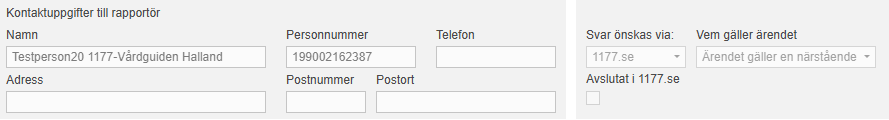 Kontaktuppgifter till rapportör
Namn Personnummer Telefon
Testperson20 1177-Vårdguiden Halland 199002162387
Adress Postnummer Postort
Svar önskas via: Vem gäller ärendet
1177.se Ärendet gäller en närstående
Avslutat i 1177.se